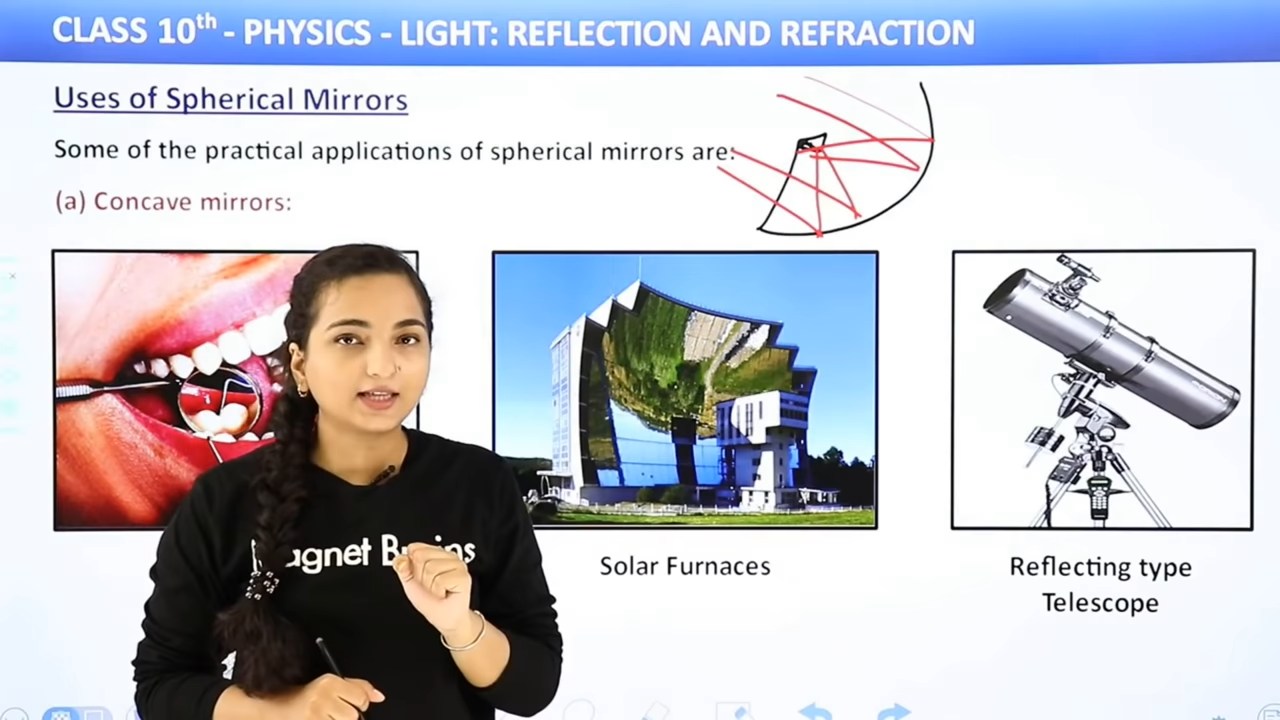 CLASS 10th - PHYSICS - LIGHT: REFLECTION AND REFRACTION
Uses of Spherical Mirrors
Some of the practical applications of spherical mirrors are:
(a) Concave mirrors:
Solar Furnaces
Reflecting type
Telescope